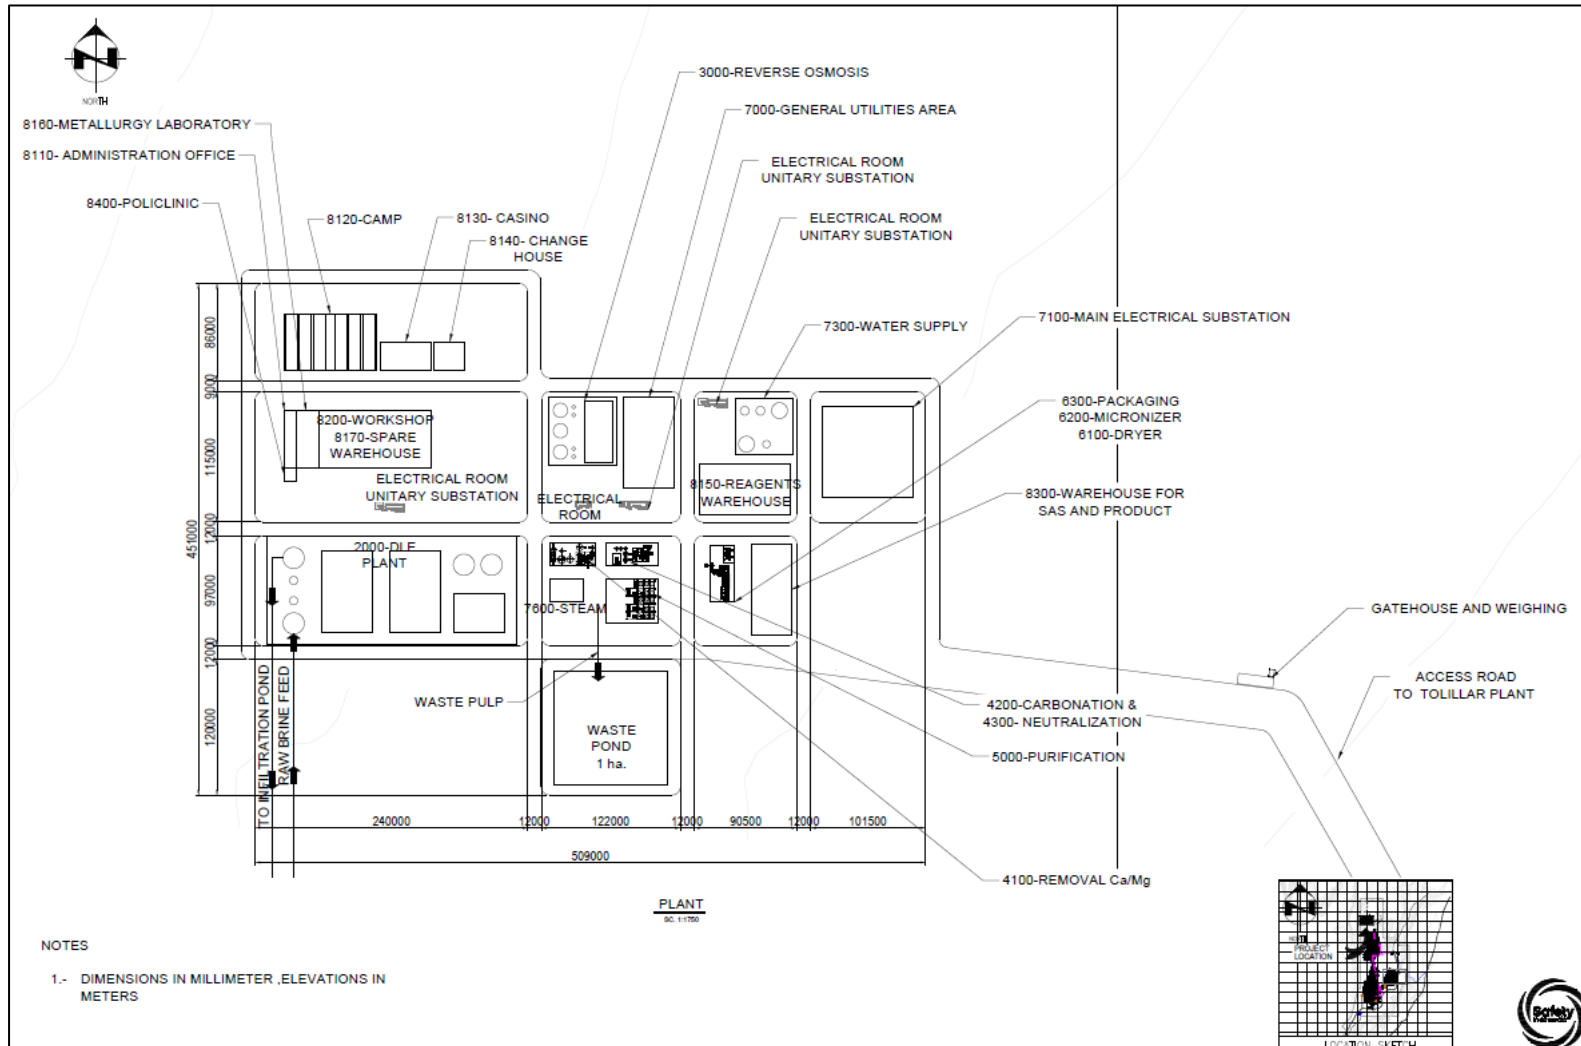 NORTH
3000-REVERSE OSMOSIS
7000-GENERAL UTILITIES AREA
8160-METALLURGY LABORATORY
8110- ADMINISTRATION OFFICE
ELECTRICAL ROOM
UNITARY SUBSTATION
8400-POLICLINIC
8120-CAMP
8130- CASINO
ELECTRICAL ROOM
UNITARY SUBSTATION
8140- CHANGE
HOUSE
7300-WATER SUPPLY
7100-MAIN ELECTRICAL SUBSTATION
86000
9000
115000
12000
97000
12000
120000
451000
6300-PACKAGING
6200-MICRONIZER
6100-DRYER
8200-WORKSHOP
8170-SPARE
WAREHOUSE
ELECTRICAL ROOM
UNITARY SUBSTATION
ELECTRICAL
ROOM
8150-REAGENTS
WAREHOUSE
8300-WAREHOUSE FOR
SAS AND PRODUCT
2000-DLE
PLANT
7600-STEAM
GATEHOUSE AND WEIGHING
ACCESS ROAD
TO TOLILLAR PLANT
TO INFILTRATION POND
RAW BRINE FEED
WASTE PULP
WASTE
POND
1 ha.
4200-CARBONATION &
4300- NEUTRALIZATION
5000-PURIFICATION
240000
12000
122000
12000
90500
12000
101500
509000
4100-REMOVAL Ca/Mg
PLANT
SC. 1:1750
NOTES
1.- DIMENSIONS IN MILLIMETER ,ELEVATIONS IN
METERS
NORTH
PROJECT
LOCATION
LOCATION SKETCH
Safety